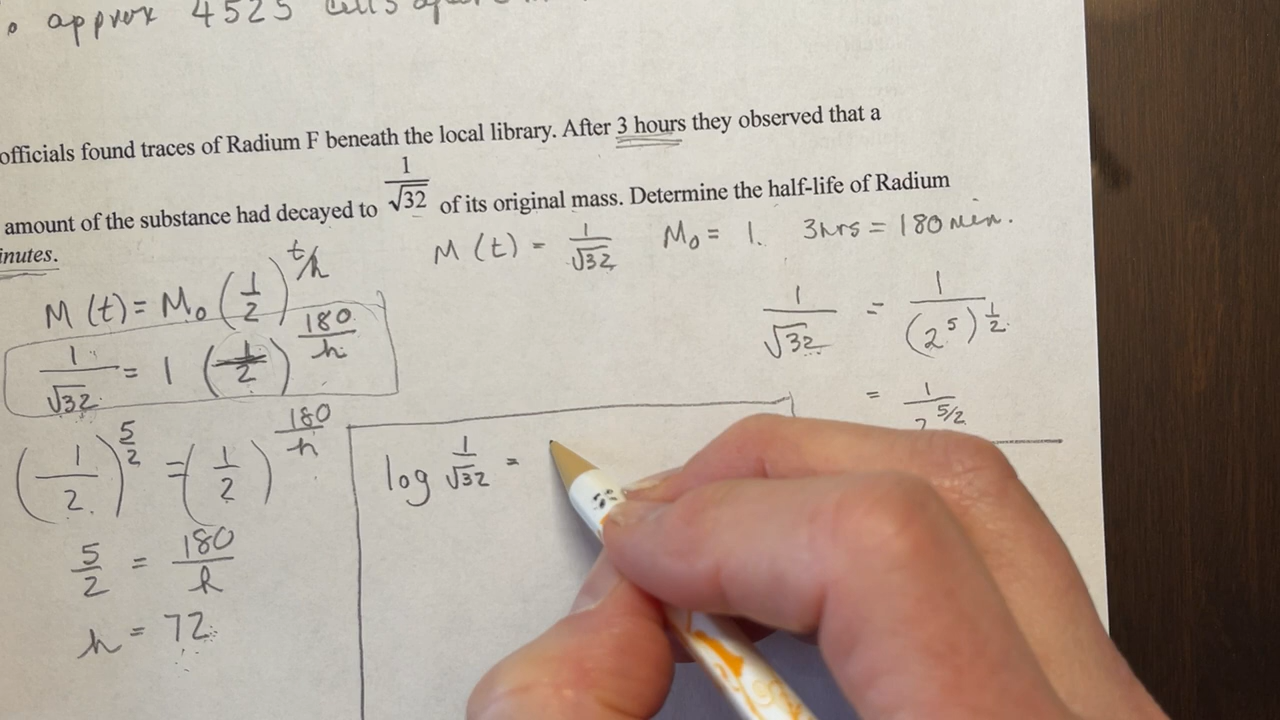 . approx 4525 cells
officials found traces of Radium F beneath the local library. After 3 hours they observed that a
amount of the substance had decayed to 1/√32 of its original mass. Determine the half-life of Radium
inutes.
M(t) = 1/√32 M₀ = 1. 3hrs = 180 min.
M(t) = M₀ (1/2)^(t/h)
1/√32 = 1 (1/2)^(180/h)
1/√32 = 1/(2⁵)^(1/2)
= 1/2^(5/2)
(1/2)^(5/2) = (1/2)^(180/h)
log 1/√32 =
5/2 = 180/h
h = 72